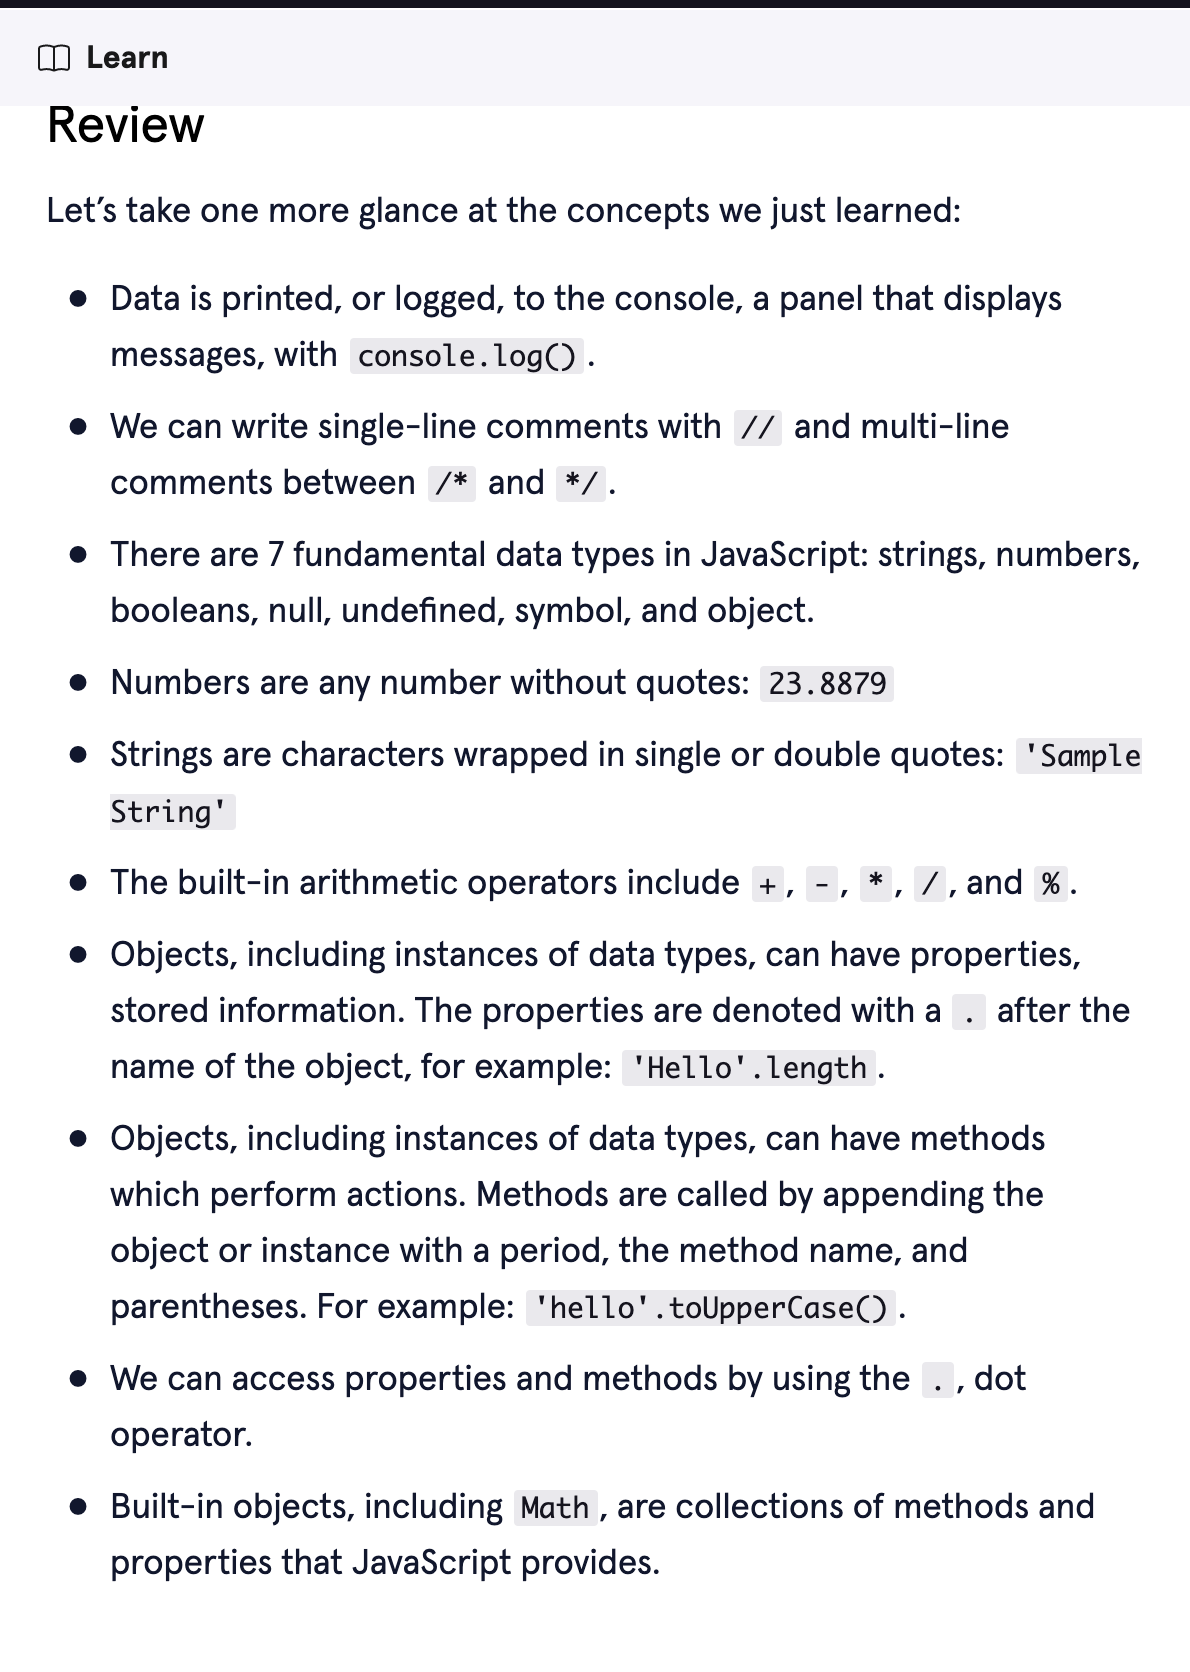 Learn
Review
Let’s take one more glance at the concepts we just learned:
● Data is printed, or logged, to the console, a panel that displays
messages, with console.log().
● We can write single-line comments with // and multi-line
comments between /* and */.
● There are 7 fundamental data types in JavaScript: strings, numbers,
booleans, null, undefined, symbol, and object.
● Numbers are any number without quotes: 23.8879
● Strings are characters wrapped in single or double quotes: 'Sample
String'
● The built-in arithmetic operators include +, -, *, /, and %.
● Objects, including instances of data types, can have properties,
stored information. The properties are denoted with a . after the
name of the object, for example: 'Hello'.length.
● Objects, including instances of data types, can have methods
which perform actions. Methods are called by appending the
object or instance with a period, the method name, and
parentheses. For example: 'hello'.toUpperCase().
● We can access properties and methods by using the ., dot
operator.
● Built-in objects, including Math, are collections of methods and
properties that JavaScript provides.